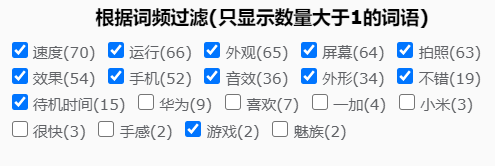 根据词频过滤(只显示数量大于1的词语)
速度(70) 运行(66) 外观(65) 屏幕(64) 拍照(63)
效果(54) 手机(52) 音效(36) 外形(34) 不错(19)
待机时间(15) 华为(9) 喜欢(7) 一加(4) 小米(3)
很快(3) 手感(2) 游戏(2) 魅族(2)